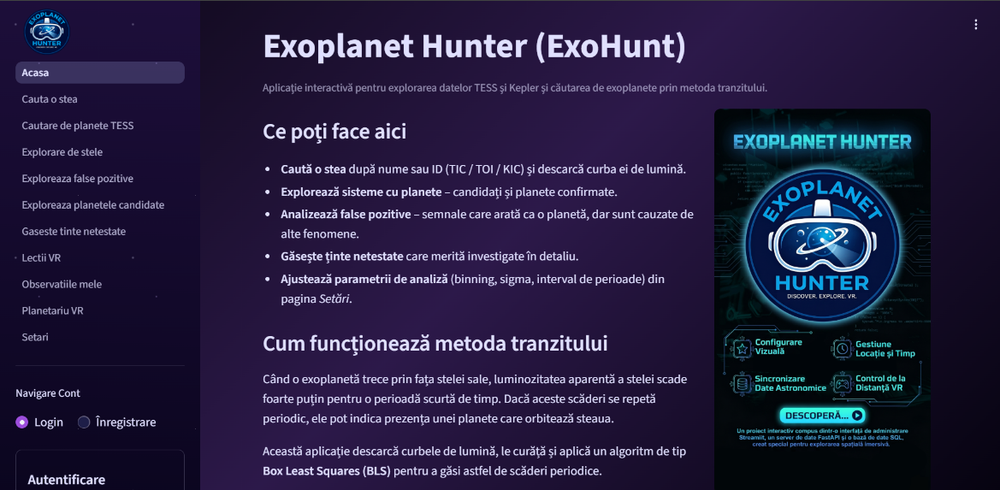 EXOPLANET
HUNTER
Acasa
Cauta o stea
Cautare de planete TESS
Explorare de stele
Exploreaza false pozitive
Exploreaza planetele candidate
Gaseste tinte netestate
Lectii VR
Observatiile mele
Planetariu VR
Setari
Navigare Cont
Login
Înregistrare
Autentificare
Exoplanet Hunter (ExoHunt)
Aplicație interactivă pentru explorarea datelor TESS și Kepler și căutarea de exoplanete prin metoda tranzitului.
Ce poți face aici
Caută o stea după nume sau ID (TIC / TOI / KIC) și descarcă curba ei de lumină.
Explorează sisteme cu planete – candidați și planete confirmate.
Analizează false pozitive – semnale care arată ca o planetă, dar sunt cauzate de
alte fenomene.
Găsește ținte netestate care merită investigate în detaliu.
Ajustează parametrii de analiză (binning, sigma, interval de perioade) din
pagina Setări.
Cum funcționează metoda tranzitului
Când o exoplanetă trece prin fața stelei sale, luminozitatea aparentă a stelei scade
foarte puțin pentru o perioadă scurtă de timp. Dacă aceste scăderi se repetă
periodic, ele pot indica prezența unei planete care orbitează steaua.
Această aplicație descarcă curbele de lumină, le curăță și aplică un algoritm de tip
Box Least Squares (BLS) pentru a găsi astfel de scăderi periodice.
EXOPLANET HUNTER
EXOPLANET
HUNTER
DISCOVER. EXPLORE. VR.
Configurare
Vizuală
Gestiune
Locație și Timp
Sincronizare
Date Astronomice
Control de la
Distanță VR
DESCOPERĂ...
Un proiect interactiv compus dintr-o interfață de administrare
Streamlit, un server de date FastAPI și o bază de date SQL,
creat special pentru explorarea spațială imersivă.